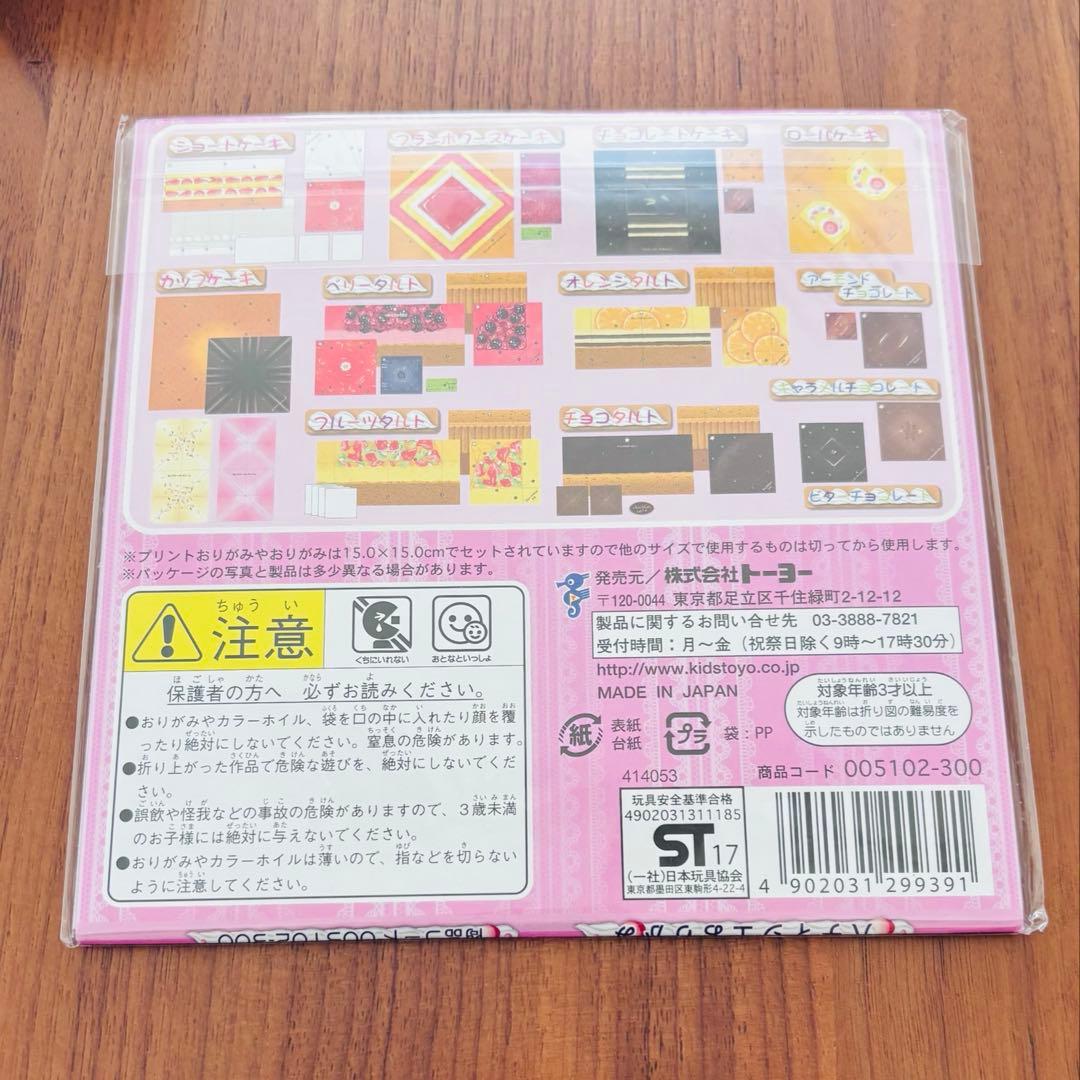 ショートケーキ
フランボワーズケーキ
チョコレートケーキ
ロールケーキ
カップケーキ
ベリータルト
オレンジタルト
アーモンド
チョコレート
キャラメルチョコレート
フルーツタルト
チョコタルト
ビターチョコレート
※プリントおりがみやおりがみは15.0×15.0cmでセットされていますので他のサイズで使用するものは切ってから使用します。
※パッケージの写真と製品は多少異なる場合があります。
注意
ちゅうい
くちにいれない
おとなといっしょ
保護者の方へ 必ずお読みください。
●おりがみやカラーホイル、袋を口の中に入れたり顔を覆
ったり絶対にしないでください。窒息の危険があります。
●折り上がった作品で危険な遊びを、絶対にしないでくだ
さい。
●誤飲や怪我などの事故の危険がありますので、3歳未満
のお子様には絶対に与えないでください。
●おりがみやカラーホイルは薄いので、指などを切らない
ように注意してください。
発売元/株式会社トーヨー
〒120-0044 東京都足立区千住緑町2-12-12
製品に関するお問い合せ先 03-3888-7821
受付時間:月〜金(祝祭日除く9時〜17時30分)
http://www.kidstoyo.co.jp
MADE IN JAPAN
対象年齢3才以上
対象年齢は折り図の難易度を
示したものではありません
紙
表紙
台紙
プラ
袋:PP
414053
商品コード 005102-300
玩具安全基準合格
4902031311185
ST17
(一社)日本玩具協会
東京都墨田区東駒形4-22-4
4 902031 299391
商品コード 005102-300
パティシエおりがみ